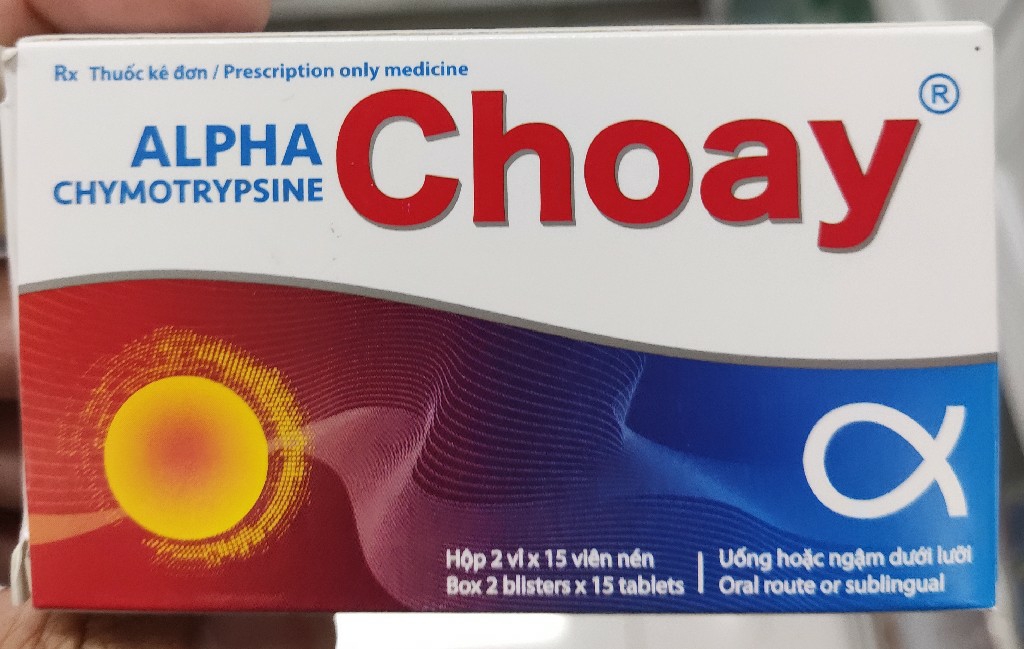 Rx Thuốc kê đơn / Prescription only medicine
ALPHA
CHYMOTRYPSINE
Choay®
α
Hộp 2 vỉ x 15 viên nén
Box 2 blisters x 15 tablets
Uống hoặc ngậm dưới lưỡi
Oral route or sublingual